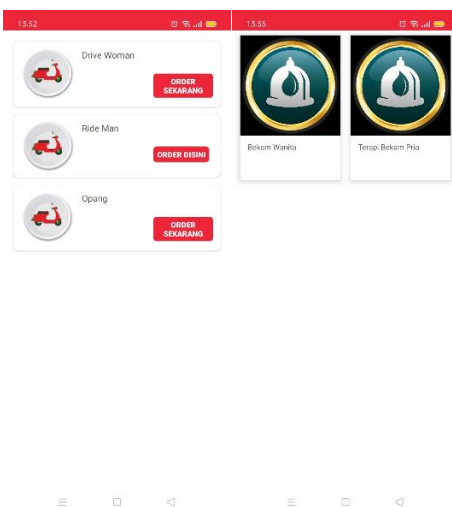 13.52
Drive Woman
ORDER
SEKARANG
Ride Man
ORDER DISINI
Opang
ORDER
SEKARANG
13.55
Bekam Wanita
Terapi Bekam Pria